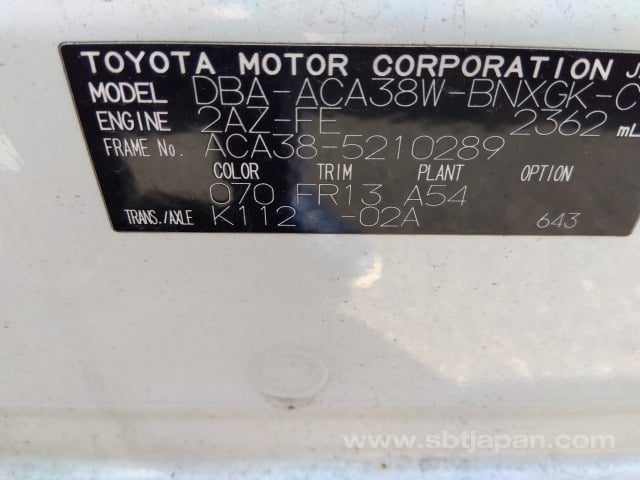 TOYOTA MOTOR CORPORATION J
MODEL DBA-ACA38W-BNXGK-C
ENGINE 2AZ-FE 2362 mL
FRAME No. ACA38-5210289
COLOR TRIM PLANT OPTION
070 FR13 A54
TRANS./AXLE K112 -02A 643
www.sbtjapan.com